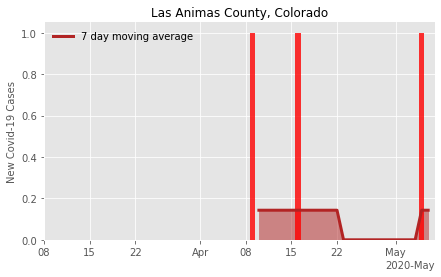 Las Animas County, Colorado
7 day moving average
New Covid-19 Cases
1.0
0.8
0.6
0.4
0.2
0.0
08 15 22 Apr 08 15 22 May
2020-May